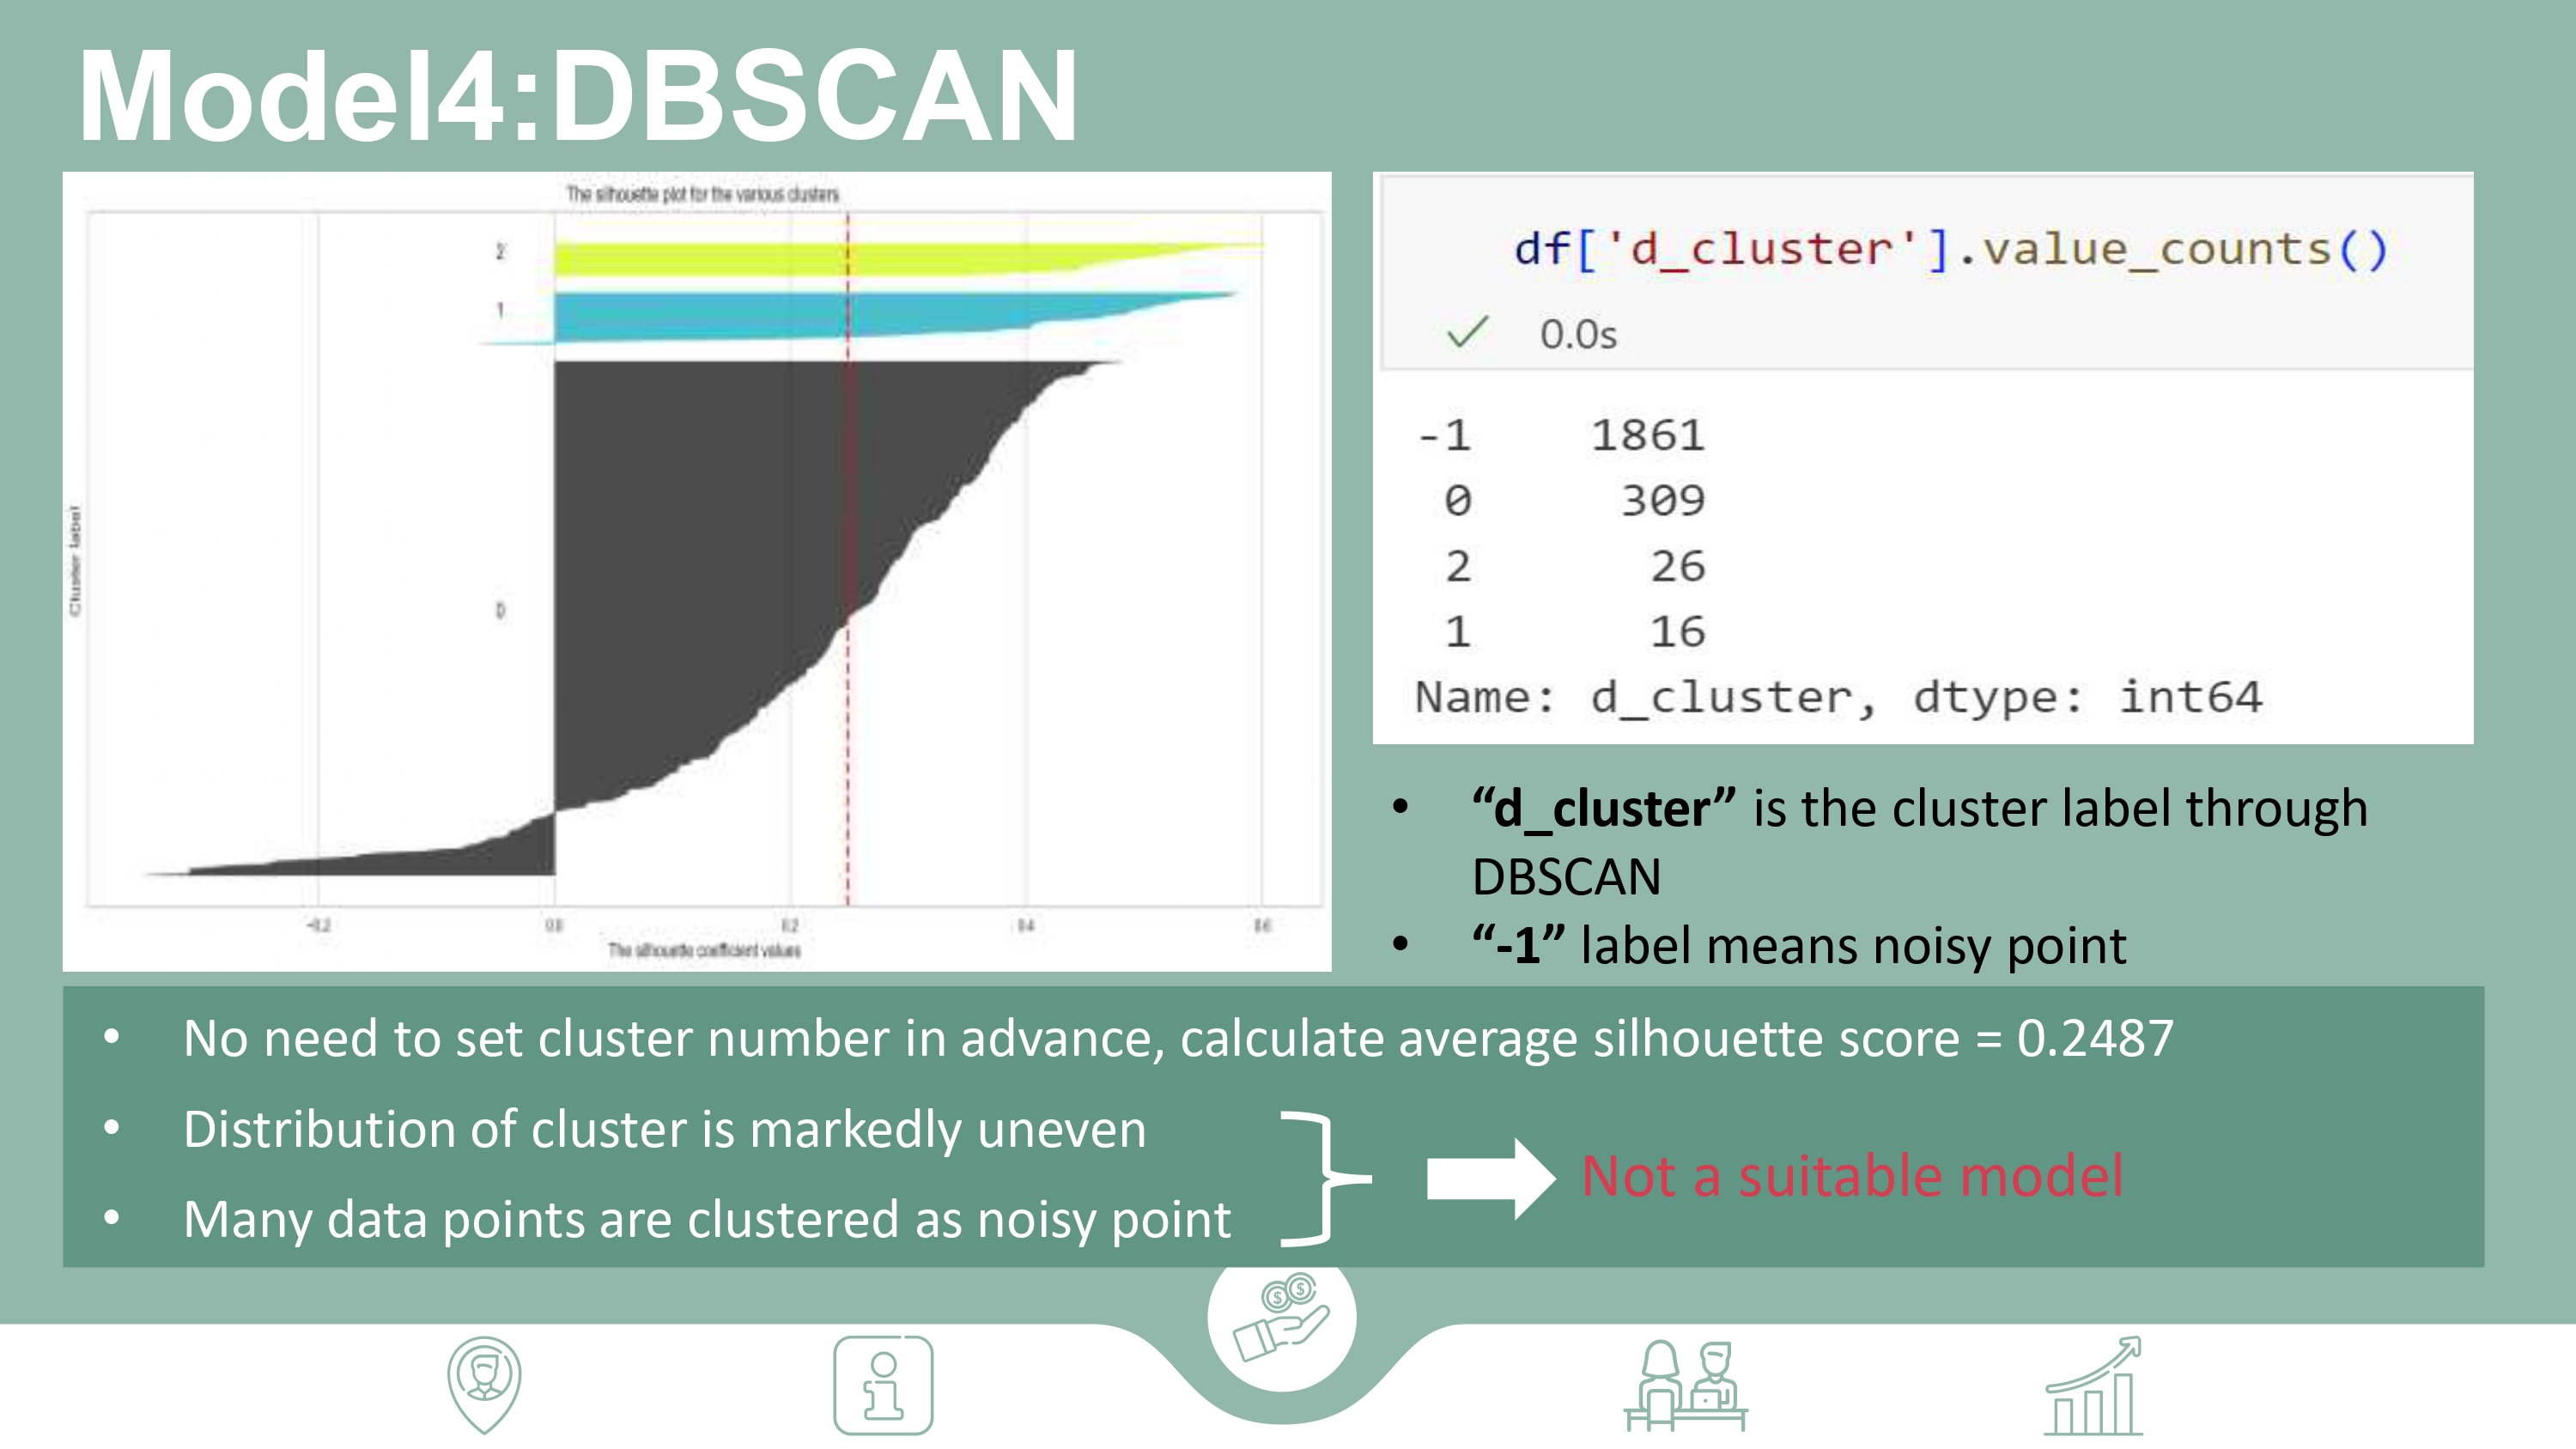 Model4:DBSCAN
The silhouette plot for the various clusters
2
1
0
Cluster label
-0.2 0.0 0.2 0.4 0.6
The silhouette coefficient values
df['d_cluster'].value_counts()
0.0s
-1 1861
0 309
2 26
1 16
Name: d_cluster, dtype: int64
• “d_cluster” is the cluster label through
DBSCAN
• “-1” label means noisy point
• No need to set cluster number in advance, calculate average silhouette score = 0.2487
• Distribution of cluster is markedly uneven
• Many data points are clustered as noisy point
Not a suitable model
$ $